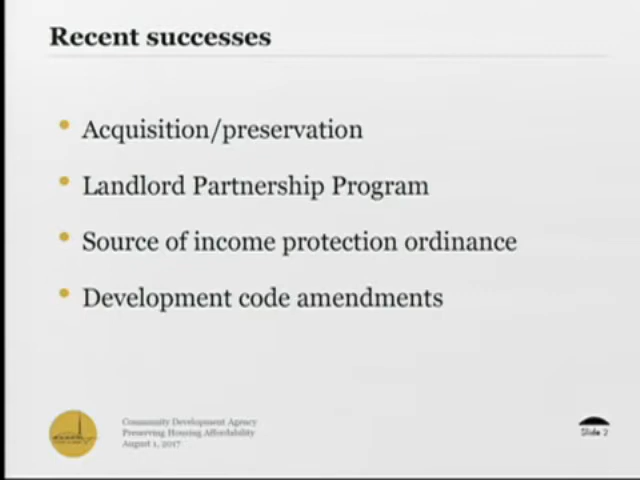 Recent successes
Acquisition/preservation
Landlord Partnership Program
Source of income protection ordinance
Development code amendments
Community Development Agency
Preserving Housing Affordability
August 1, 2017
Slide 2